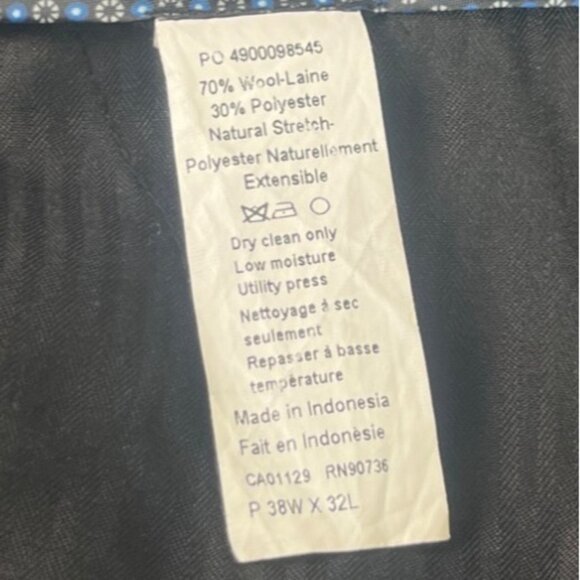 PO 4900098545
70% Wool-Laine
30% Polyester
Natural Stretch-
Polyester Naturellement
Extensible
Dry clean only
Low moisture
Utility press
Nettoyage à sec
seulement
Repasser á basse
température
Made in Indonesia
Fait en Indonèsie
CA01129 RN90736
P 38W X 32L